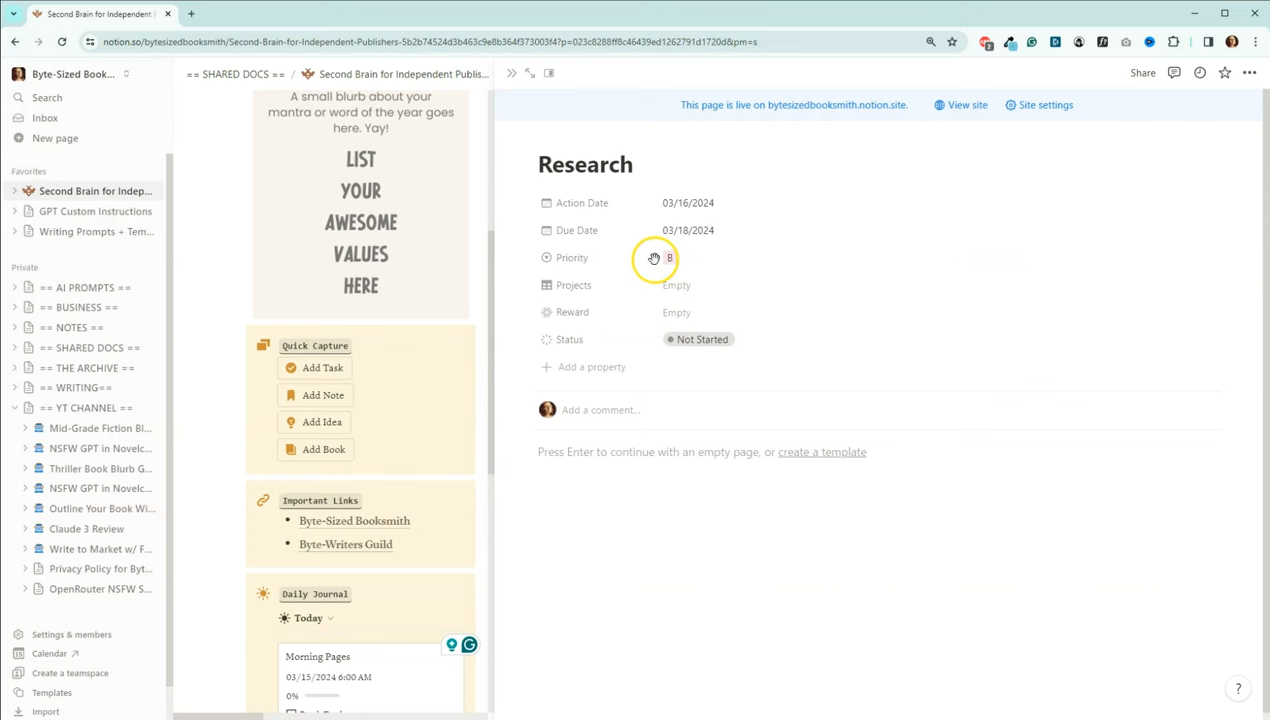 Second Brain for Independent
notion.so/bytesizedbooksmith/Second-Brain-for-Independent-Publishers-5b2b74524d3b463c9e8b364f373003f4?p=023c8288ff8c46439ed1262791d1720d&pm=s
Byte-Sized Book...
Search
Inbox
New page
Favorites
Second Brain for Indep...
GPT Custom Instructions
Writing Prompts + Tem...
Private
== AI PROMPTS ==
== BUSINESS ==
== NOTES ==
== SHARED DOCS ==
== THE ARCHIVE ==
== WRITING==
== YT CHANNEL ==
Mid-Grade Fiction Bl...
NSFW GPT in Novelc...
Thriller Book Blurb G...
NSFW GPT in Novelc...
Outline Your Book Wi...
Claude 3 Review
Write to Market w/ F...
Privacy Policy for Byt...
OpenRouter NSFW S...
Settings & members
Calendar ↗
Create a teamspace
Templates
Import
== SHARED DOCS == / Second Brain for Independent Publis...
A small blurb about your
mantra or word of the year goes
here. Yay!
LIST
YOUR
AWESOME
VALUES
HERE
Quick Capture
Add Task
Add Note
Add Idea
Add Book
Important Links
• Byte-Sized Booksmith
• Byte-Writers Guild
Daily Journal
Today
Morning Pages
03/15/2024 6:00 AM
0%
Share
This page is live on bytesizedbooksmith.notion.site. View site Site settings
Research
Action Date 03/16/2024
Due Date 03/18/2024
Priority B
Projects Empty
Reward Empty
Status Not Started
Add a property
Add a comment...
Press Enter to continue with an empty page, or create a template
?